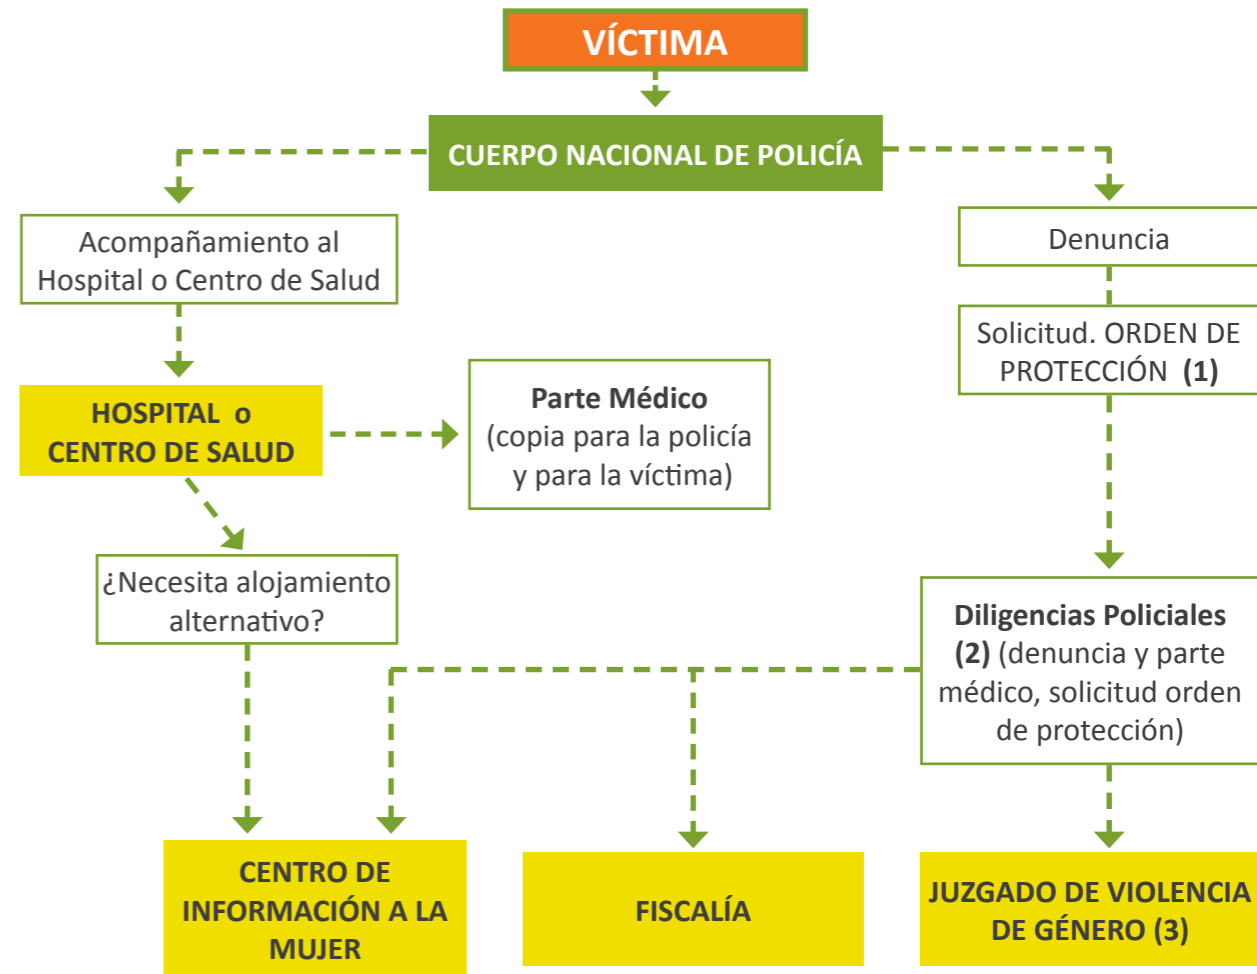 VÍCTIMA
CUERPO NACIONAL DE POLICÍA
Acompañamiento al
Hospital o Centro de Salud
Denuncia
Solicitud. ORDEN DE
PROTECCIÓN (1)
HOSPITAL o
CENTRO DE SALUD
Parte Médico
(copia para la policía
y para la víctima)
¿Necesita alojamiento
alternativo?
Diligencias Policiales
(2) (denuncia y parte
médico, solicitud orden
de protección)
CENTRO DE
INFORMACIÓN A LA
MUJER
FISCALÍA
JUZGADO DE VIOLENCIA
DE GÉNERO (3)